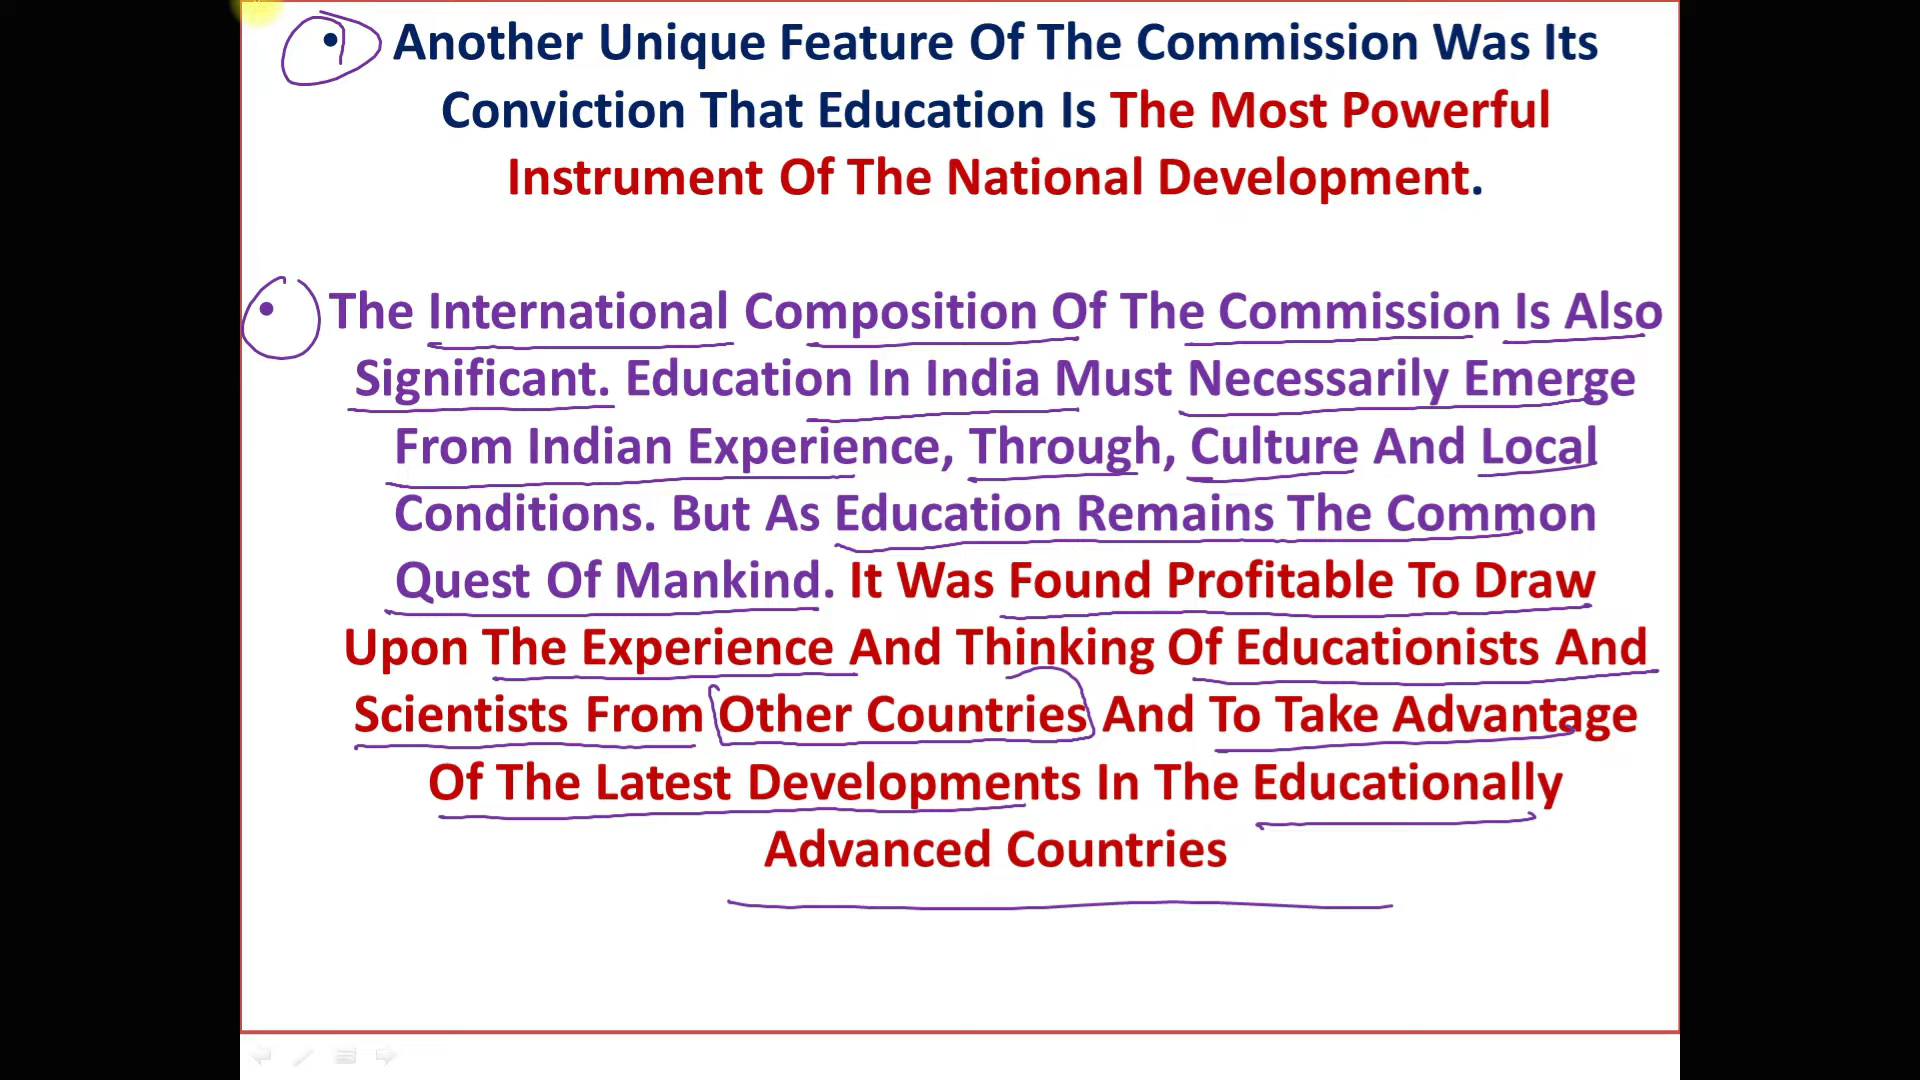 • Another Unique Feature Of The Commission Was Its
Conviction That Education Is The Most Powerful
Instrument Of The National Development.
• The International Composition Of The Commission Is Also
Significant. Education In India Must Necessarily Emerge
From Indian Experience, Through, Culture And Local
Conditions. But As Education Remains The Common
Quest Of Mankind. It Was Found Profitable To Draw
Upon The Experience And Thinking Of Educationists And
Scientists From Other Countries And To Take Advantage
Of The Latest Developments In The Educationally
Advanced Countries